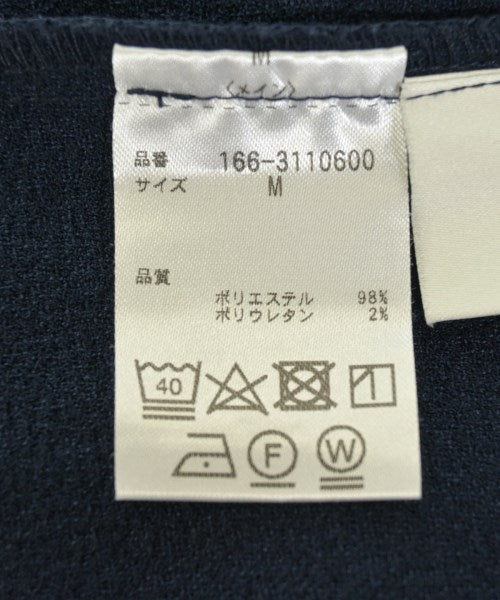 M
〈メイン〉
品番 166-3110600
サイズ M
品質
ポリエステル 98%
ポリウレタン 2%
40
F W